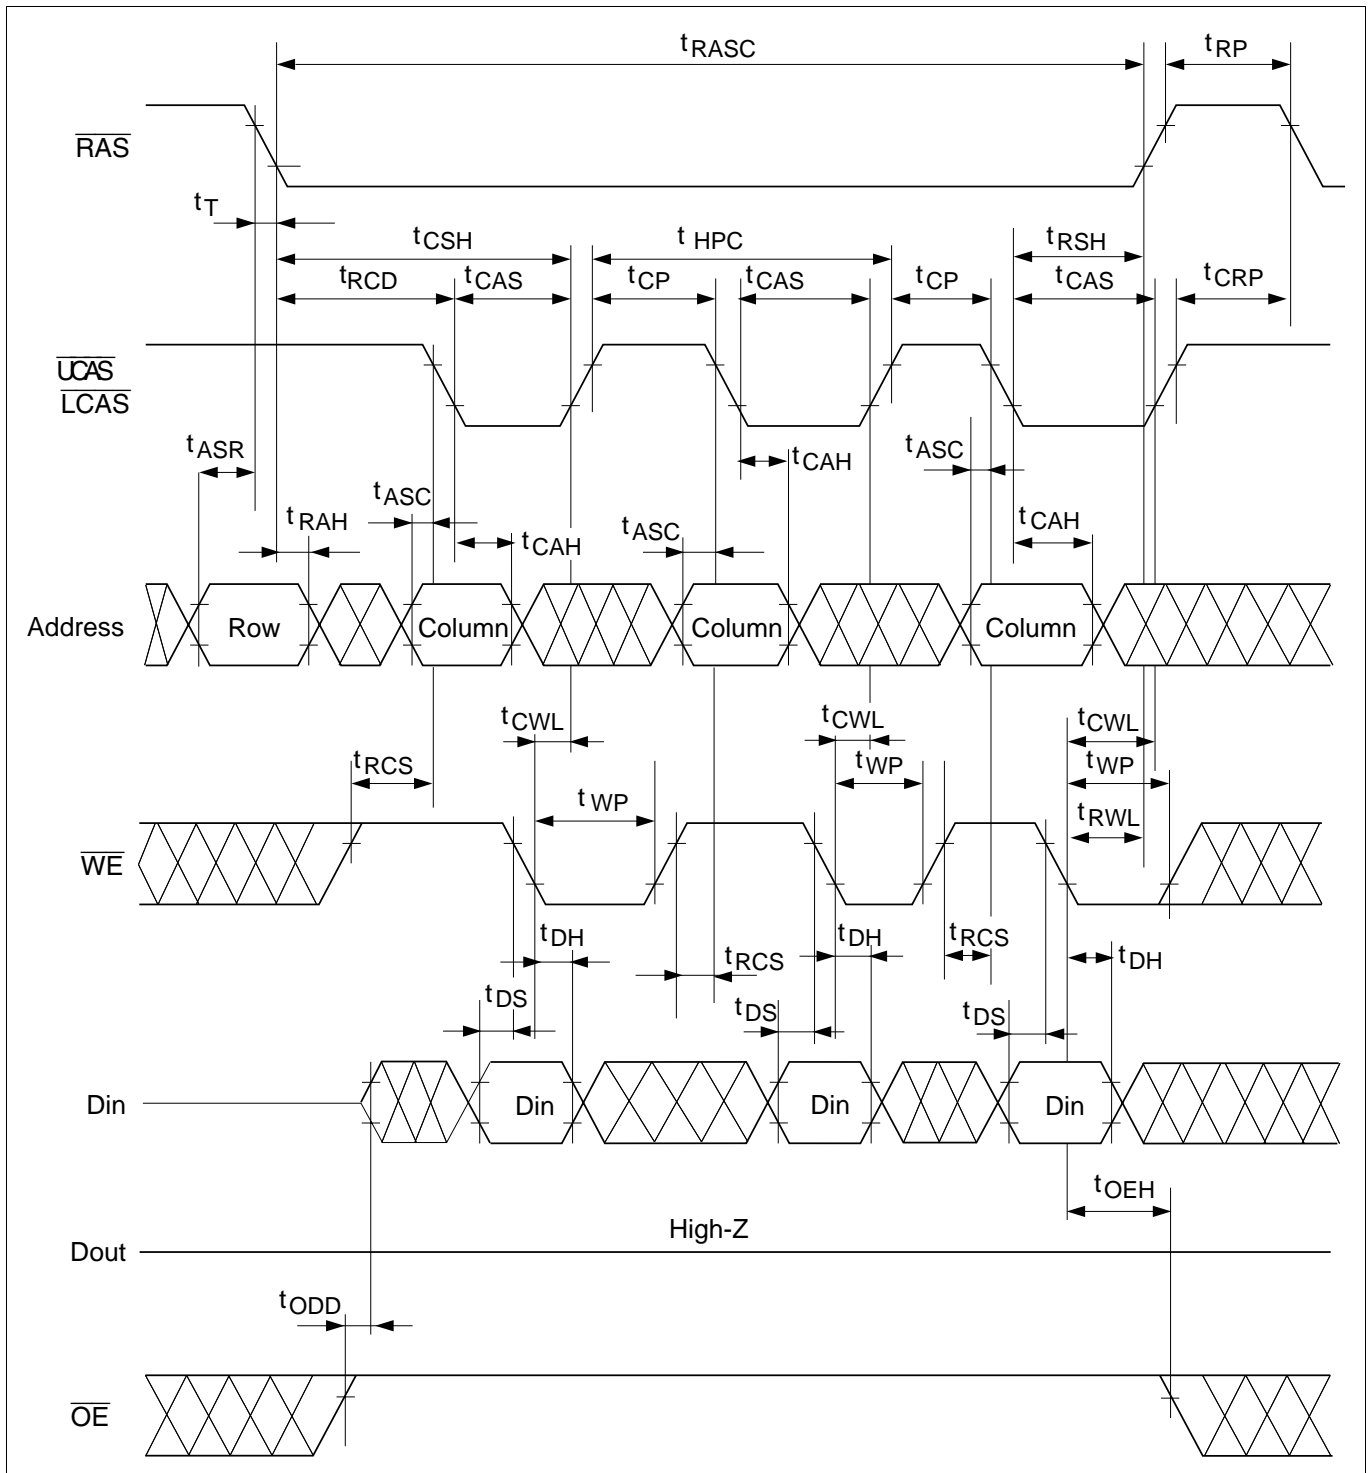 tRASC tRP
RAS
tT
tCSH tHPC tRSH
tRCD tCAS tCP tCAS tCP tCAS tCRP
UCAS
LCAS
tASR tCAH tASC
tASC tRAH tCAH tASC tCAH
Address Row Column Column Column
tCWL tCWL tCWL
tRCS tWP tWP tWP
tRWL
WE
tDH tRCS tDH tRCS tDH
tDS tDS tDS
Din Din Din Din
tOEH
High-Z
Dout
tODD
OE